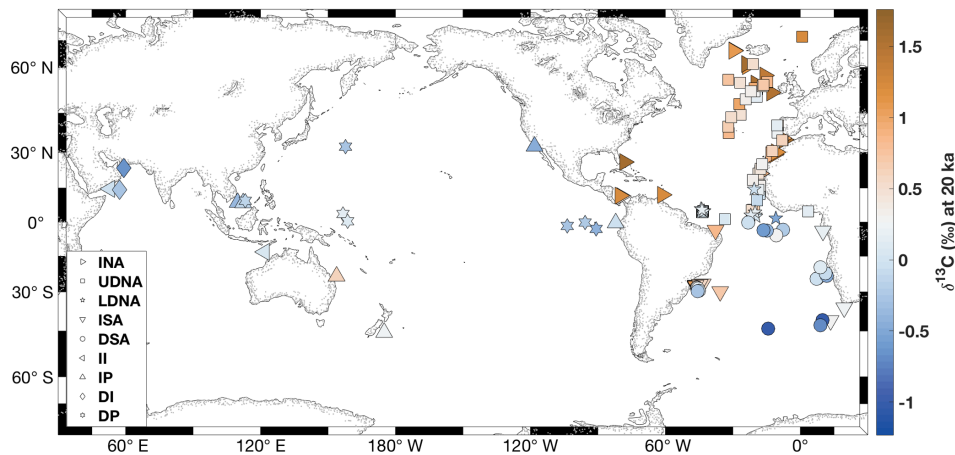 60° N
30° N
0°
30° S
60° S
INA
UDNA
LDNA
ISA
DSA
II
IP
DI
DP
60° E
120° E
180° W
120° W
60° W
0°
1.5
1
0.5
0
-0.5
-1
δ13C (‰) at 20 ka